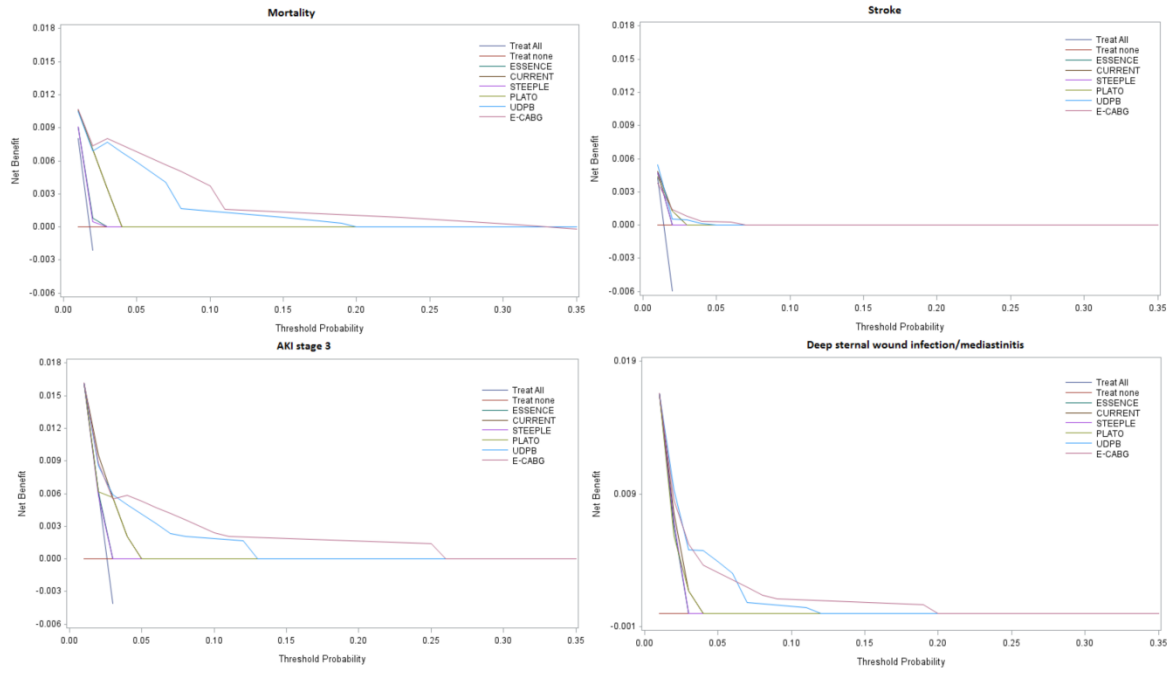 Mortality
0.018
0.015
0.012
0.009
0.006
0.003
0.000
-0.003
-0.006
Net Benefit
Treat All
Treat none
ESSENCE
CURRENT
STEEPLE
PLATO
UDPB
E-CABG
0.00 0.05 0.10 0.15 0.20 0.25 0.30 0.35
Threshold Probability
Stroke
0.018
0.015
0.012
0.009
0.006
0.003
0.000
-0.003
-0.006
Net Benefit
Treat All
Treat none
ESSENCE
CURRENT
STEEPLE
PLATO
UDPB
E-CABG
0.00 0.05 0.10 0.15 0.20 0.25 0.30 0.35
Threshold Probability
AKI stage 3
0.018
0.015
0.012
0.009
0.006
0.003
0.000
-0.003
-0.006
Net Benefit
Treat All
Treat none
ESSENCE
CURRENT
STEEPLE
PLATO
UDPB
E-CABG
0.00 0.05 0.10 0.15 0.20 0.25 0.30 0.35
Threshold Probability
Deep sternal wound infection/mediastinitis
0.019
0.009
-0.001
Net Benefit
Treat All
Treat none
ESSENCE
CURRENT
STEEPLE
PLATO
UDPB
E-CABG
0.00 0.05 0.10 0.15 0.20 0.25 0.30 0.35
Threshold Probability